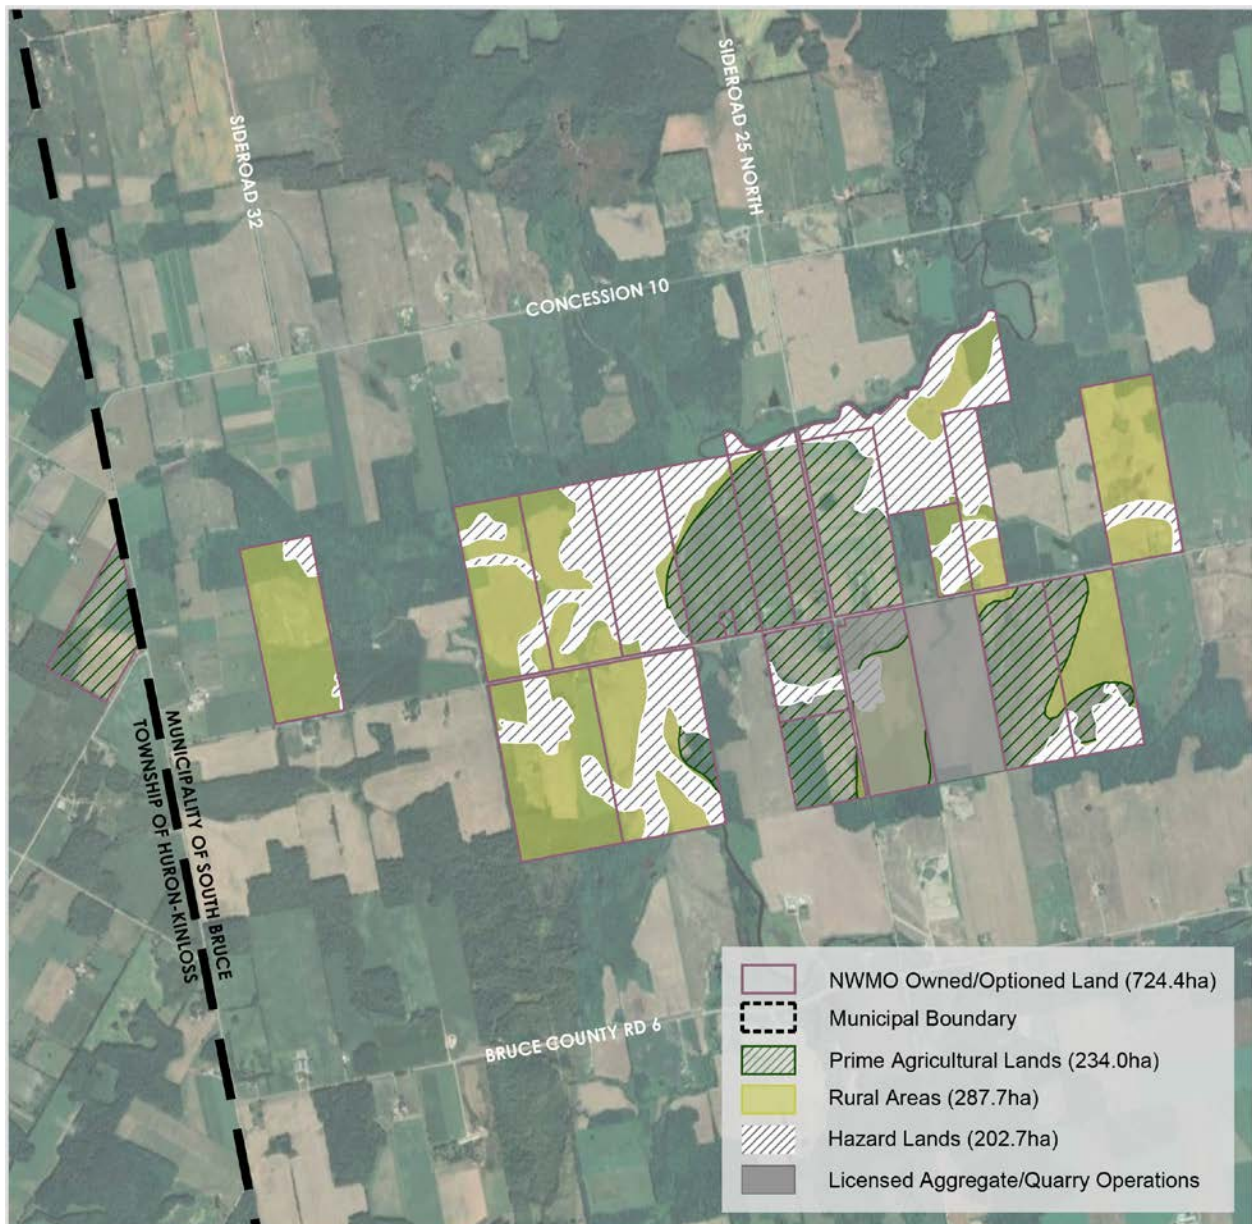 SIDEROAD 32
SIDEROAD 25 NORTH
CONCESSION 10
MUNICIPALITY OF SOUTH BRUCE
TOWNSHIP OF HURON-KINLOSS
BRUCE COUNTY RD 6
NWMO Owned/Optioned Land (724.4ha)
Municipal Boundary
Prime Agricultural Lands (234.0ha)
Rural Areas (287.7ha)
Hazard Lands (202.7ha)
Licensed Aggregate/Quarry Operations